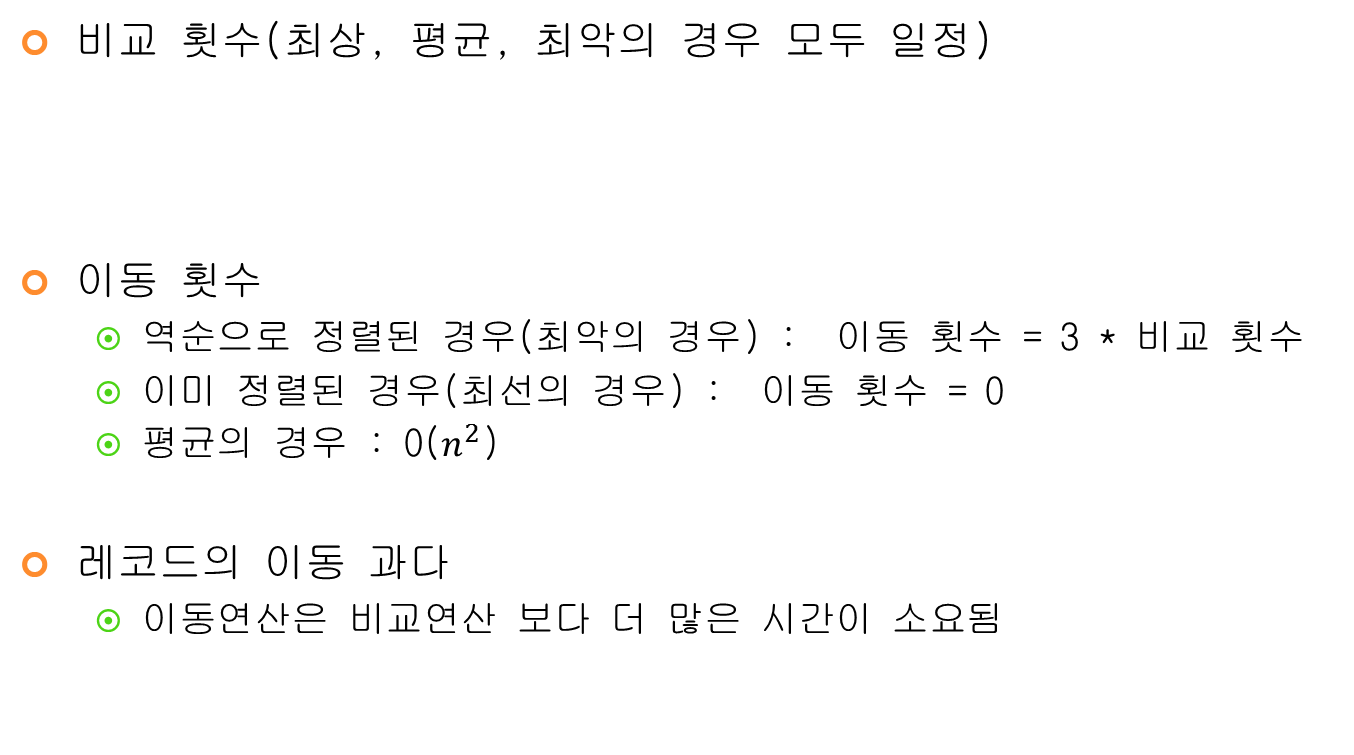 비교 횟수(최상, 평균, 최악의 경우 모두 일정)
이동 횟수
역순으로 정렬된 경우(최악의 경우) : 이동 횟수 = 3 * 비교 횟수
이미 정렬된 경우(최선의 경우) : 이동 횟수 = 0
평균의 경우 : O(n²)
레코드의 이동 과다
이동연산은 비교연산 보다 더 많은 시간이 소요됨